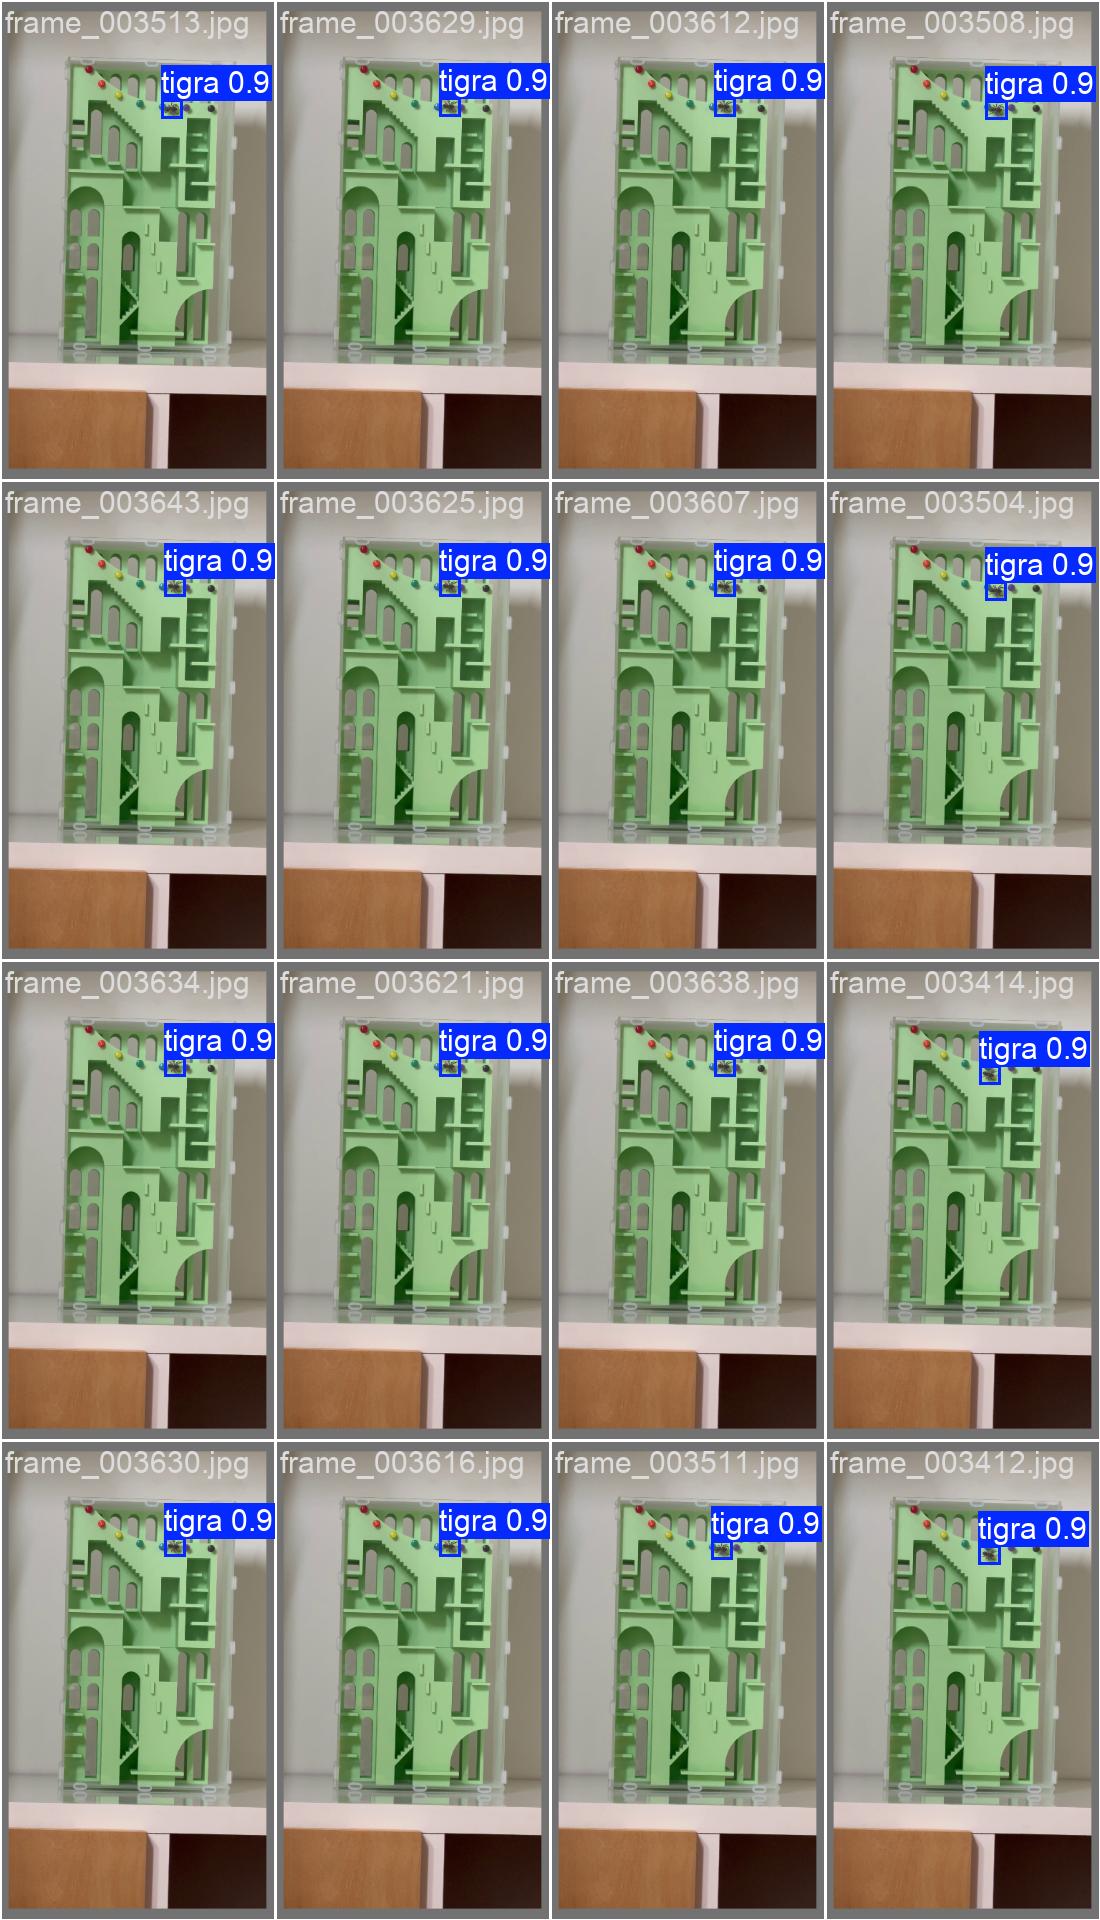 frame_003513.jpg
tigra 0.9
frame_003629.jpg
tigra 0.9
frame_003612.jpg
tigra 0.9
frame_003508.jpg
tigra 0.9
frame_003643.jpg
tigra 0.9
frame_003625.jpg
tigra 0.9
frame_003607.jpg
tigra 0.9
frame_003504.jpg
tigra 0.9
frame_003634.jpg
tigra 0.9
frame_003621.jpg
tigra 0.9
frame_003638.jpg
tigra 0.9
frame_003414.jpg
tigra 0.9
frame_003630.jpg
tigra 0.9
frame_003616.jpg
tigra 0.9
frame_003511.jpg
tigra 0.9
frame_003412.jpg
tigra 0.9